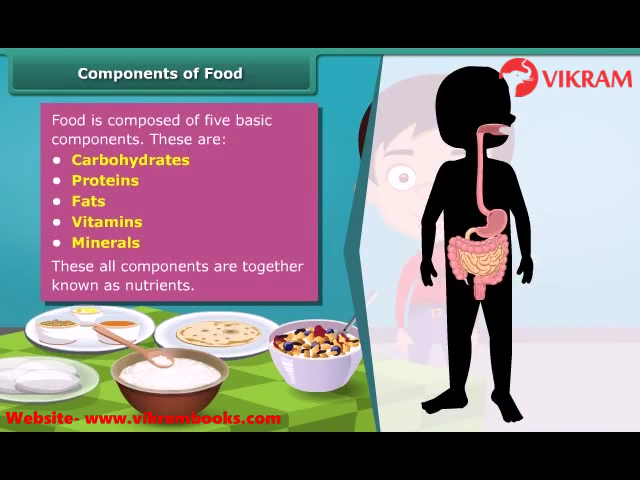 Components of Food
VIKRAM
Food is composed of five basic
components. These are:
• Carbohydrates
• Proteins
• Fats
• Vitamins
• Minerals
These all components are together
known as nutrients.
Website- www.vikrambooks.com